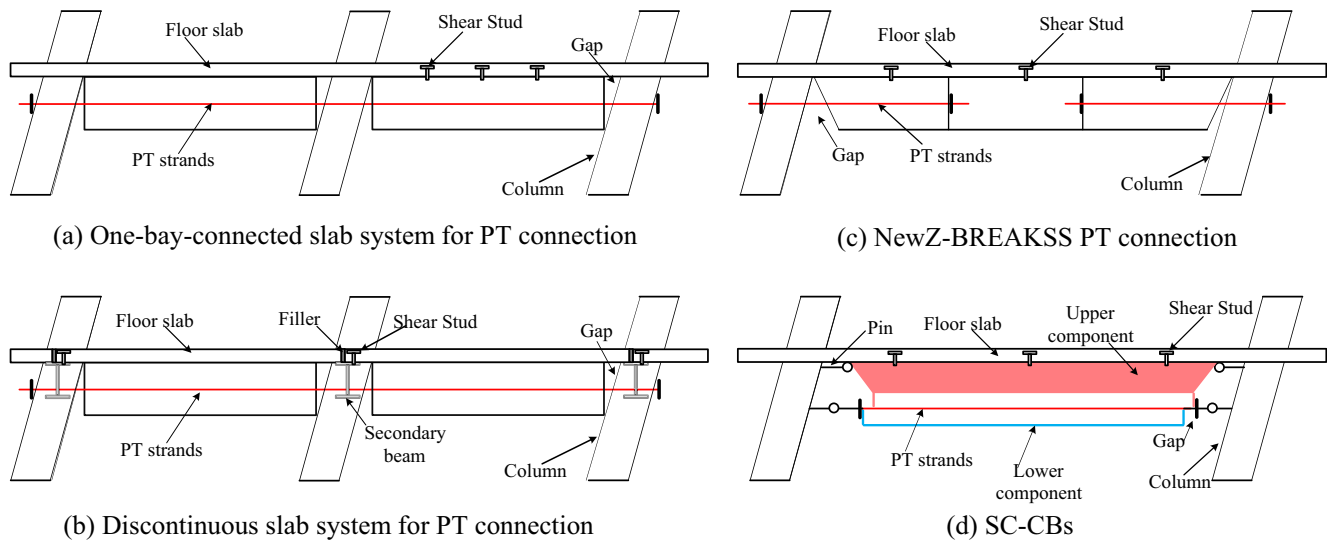 Floor slab
Shear Stud
Gap
PT strands
Column
(a) One-bay-connected slab system for PT connection
Floor slab
Shear Stud
Gap
PT strands
Column
(c) NewZ-BREAKSS PT connection
Floor slab
Filler
Shear Stud
Gap
PT strands
Secondary
beam
Column
(b) Discontinuous slab system for PT connection
Pin
Floor slab
Upper
component
Shear Stud
PT strands
Lower
component
Gap
Column
(d) SC-CBs